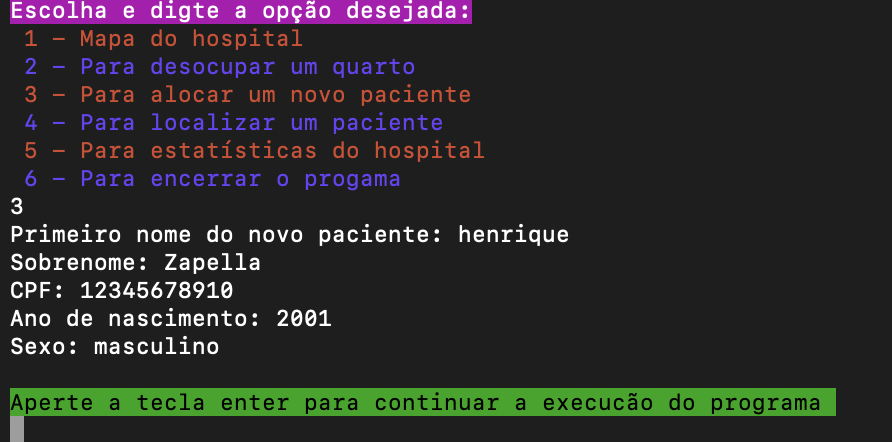 Escolha e digte a opção desejada:
1 – Mapa do hospital
2 – Para desocupar um quarto
3 – Para alocar um novo paciente
4 – Para localizar um paciente
5 – Para estatísticas do hospital
6 – Para encerrar o progama
3
Primeiro nome do novo paciente: henrique
Sobrenome: Zapella
CPF: 12345678910
Ano de nascimento: 2001
Sexo: masculino
Aperte a tecla enter para continuar a execucão do programa